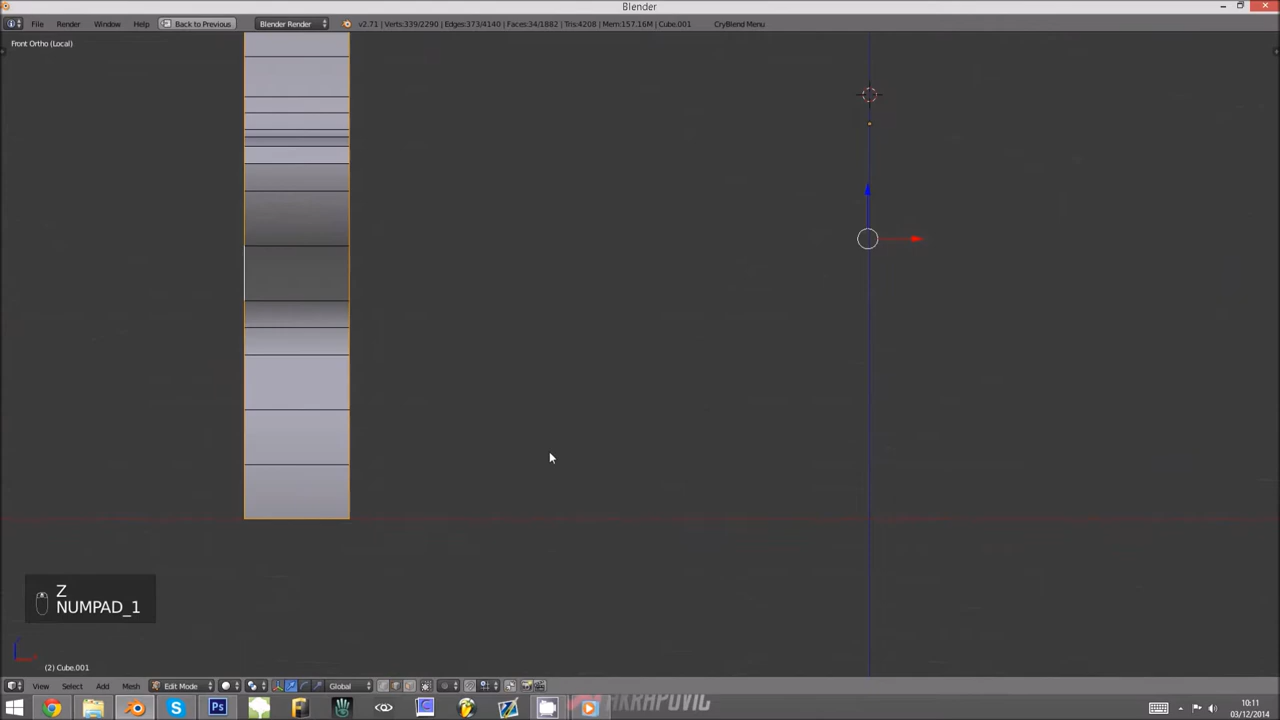 Blender
File Render Window Help Back to Previous Blender Render v2.71 | Verts:339/2290 | Edges:373/4140 | Faces:34/1882 | Tris:4208 | Mem:157.16M | Cube.001 CryBlend Menu
Front Ortho (Local)
Z
NUMPAD_1
(2) Cube.001
View Select Add Mesh Edit Mode Global
AKRAPOVIC
Ps
10:11
03/12/2014